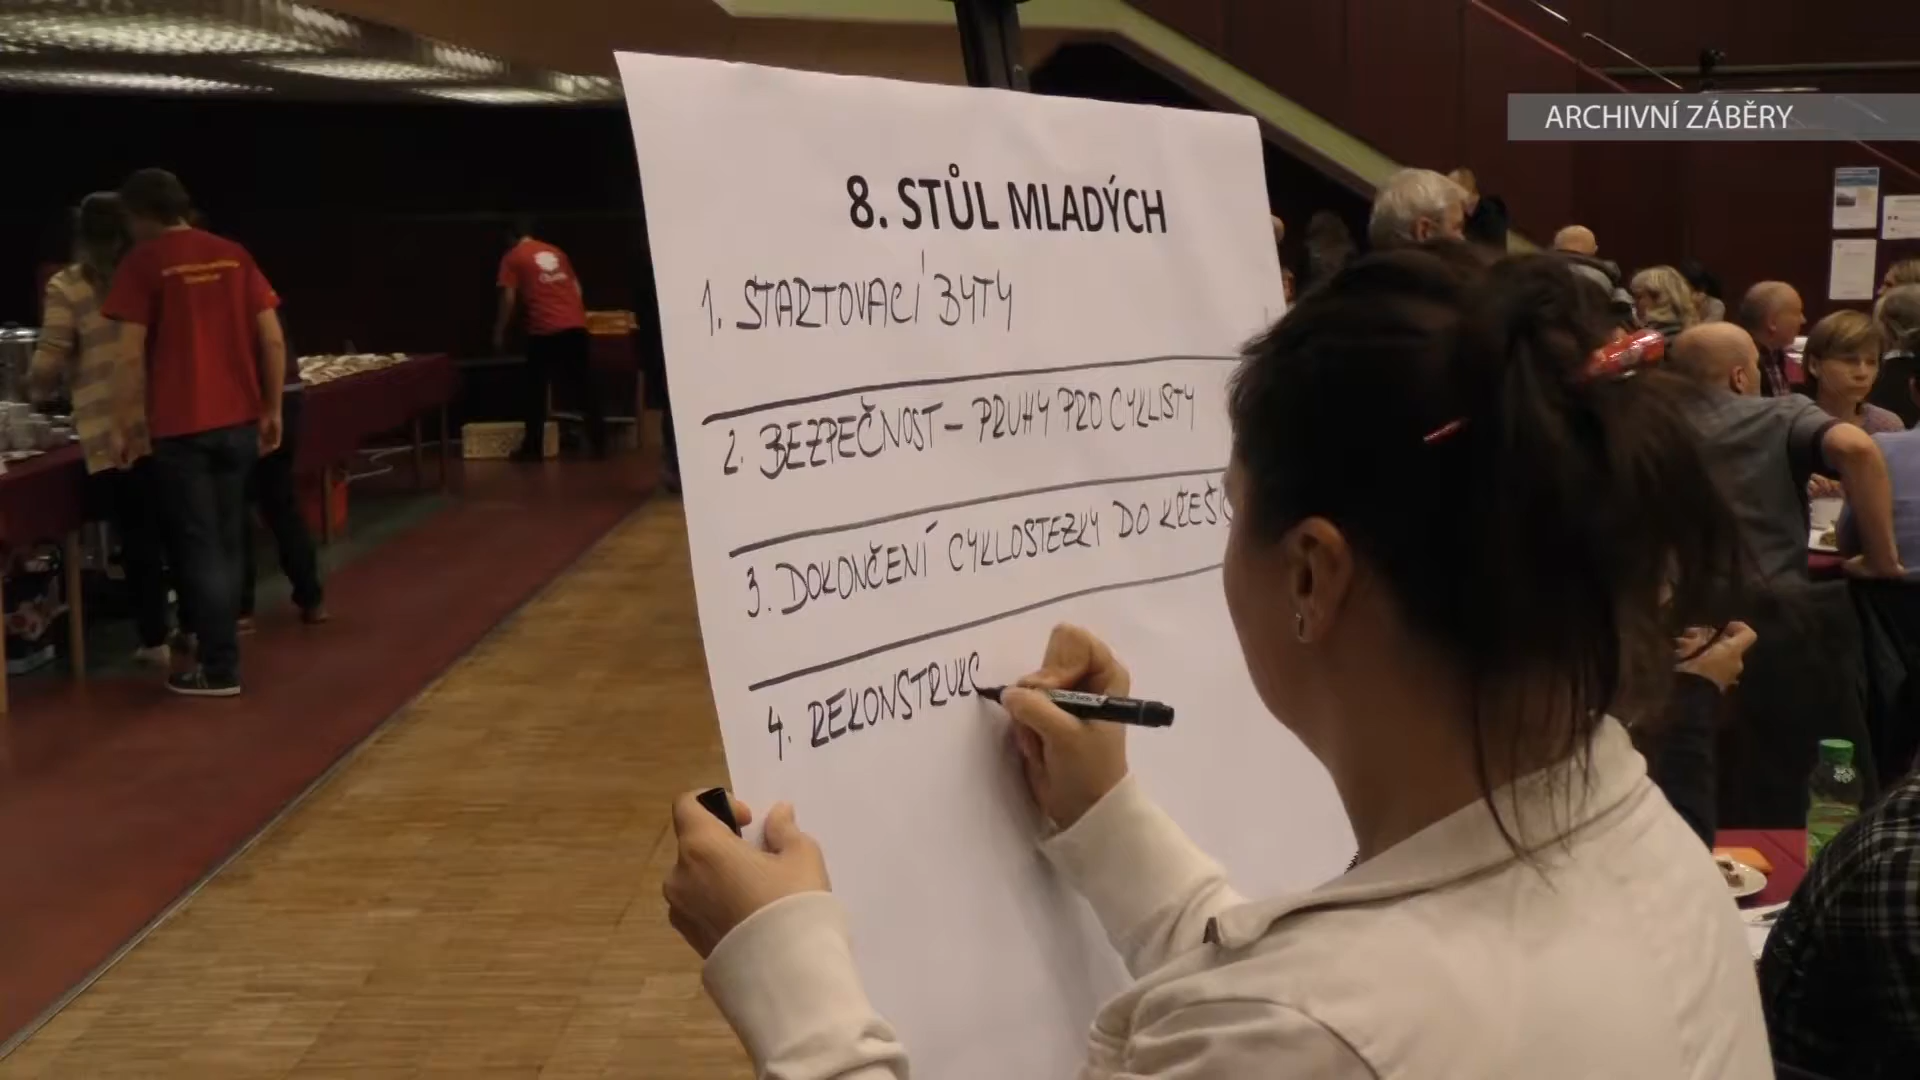 ARCHIVNÍ ZÁBĚRY
8. STŮL MLADÝCH
1. STARTOVACÍ BYTY
2. BEZPEČNOST – PRUHY PRO CYKLISTY
3. DOKONČENÍ CYKLOSTEZKY DO KŘEŠIC
4. REKONSTRUKC